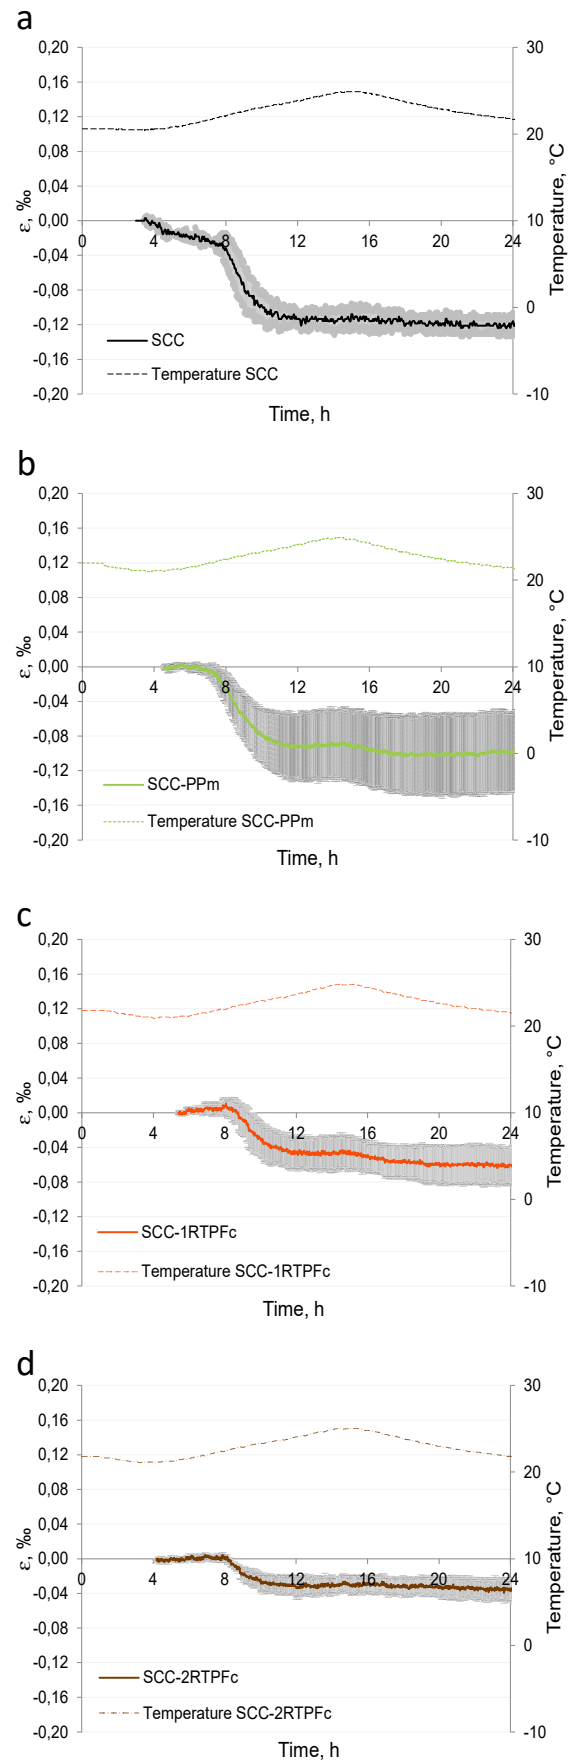 a
0,20
0,16
0,12
0,08
0,04
0,00
-0,04
-0,08
-0,12
-0,16
-0,20
ε, ‰
0 4 8 12 16 20 24
30
20
10
0
-10
Temperature, °C
SCC
Temperature SCC
Time, h
b
0,20
0,16
0,12
0,08
0,04
0,00
-0,04
-0,08
-0,12
-0,16
-0,20
ε, ‰
0 4 8 12 16 20 24
30
20
10
0
-10
Temperature, °C
SCC-PPm
Temperature SCC-PPm
Time, h
c
0,20
0,16
0,12
0,08
0,04
0,00
-0,04
-0,08
-0,12
-0,16
-0,20
ε, ‰
0 4 8 12 16 20 24
30
20
10
0
-10
Temperature, °C
SCC-1RTPFc
Temperature SCC-1RTPFc
Time, h
d
0,20
0,16
0,12
0,08
0,04
0,00
-0,04
-0,08
-0,12
-0,16
-0,20
ε, ‰
0 4 8 12 16 20 24
30
20
10
0
-10
Temperature, °C
SCC-2RTPFc
Temperature SCC-2RTPFc
Time, h